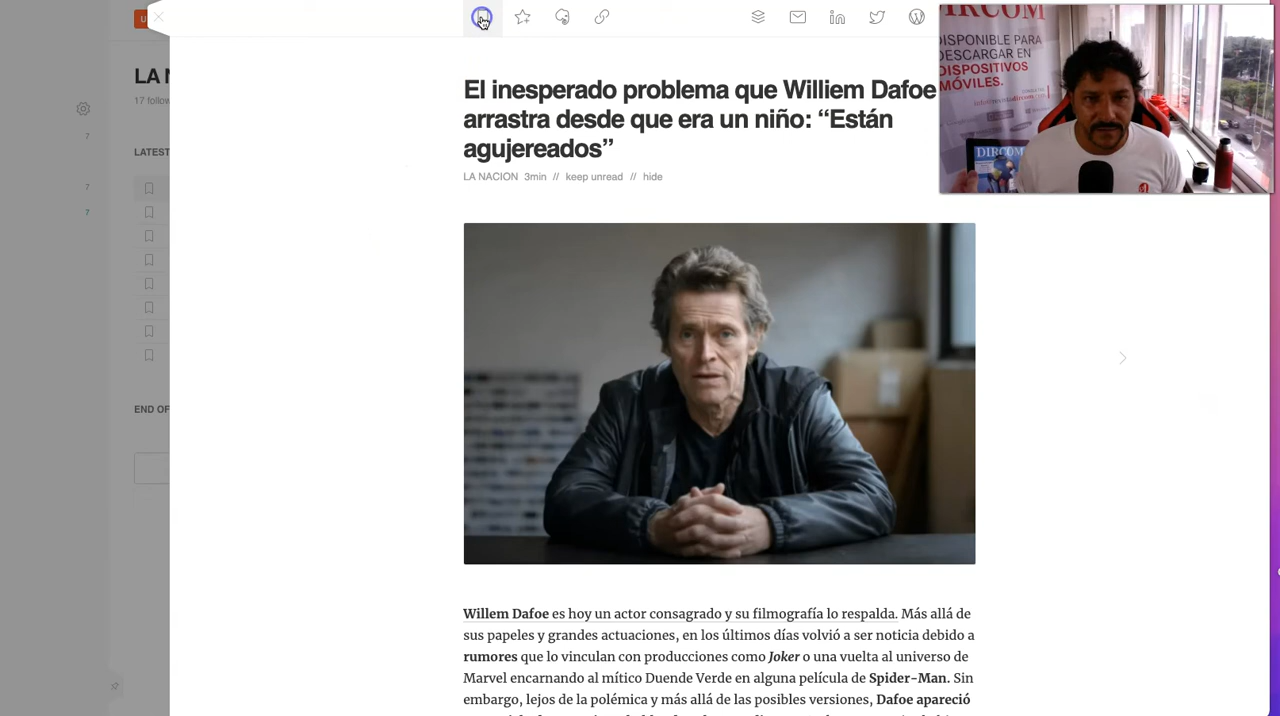 LA N
17 follow
7
LATEST
7
7
END OF
El inesperado problema que Williem Dafoe
arrastra desde que era un niño: “Están
agujereados”
LA NACION 3min // keep unread // hide
Willem Dafoe es hoy un actor consagrado y su filmografía lo respalda. Más allá de
sus papeles y grandes actuaciones, en los últimos días volvió a ser noticia debido a
rumores que lo vinculan con producciones como Joker o una vuelta al universo de
Marvel encarnando al mítico Duende Verde en alguna película de Spider-Man. Sin
embargo, lejos de la polémica y más allá de las posibles versiones, Dafoe apareció
DIRCOM
DISPONIBLE PARA
DESCARGAR EN
DISPOSITIVOS
MÓVILES.
DIRCOM